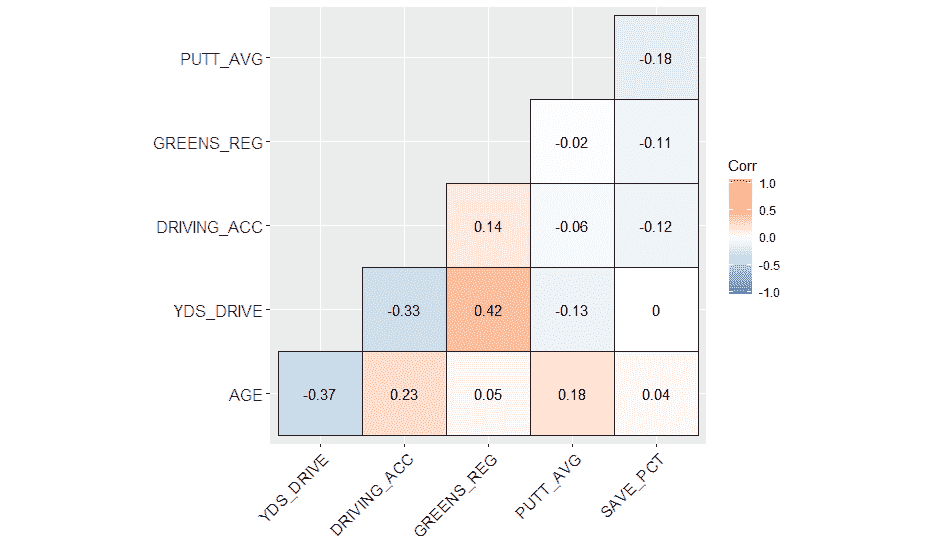 PUTT_AVG
-0.18
GREENS_REG
-0.02 -0.11
Corr
1.0
0.5
0.0
-0.5
-1.0
DRIVING_ACC
0.14 -0.06 -0.12
YDS_DRIVE
-0.33 0.42 -0.13 0
AGE
-0.37 0.23 0.05 0.18 0.04
YDS_DRIVE
DRIVING_ACC
GREENS_REG
PUTT_AVG
SAVE_PCT